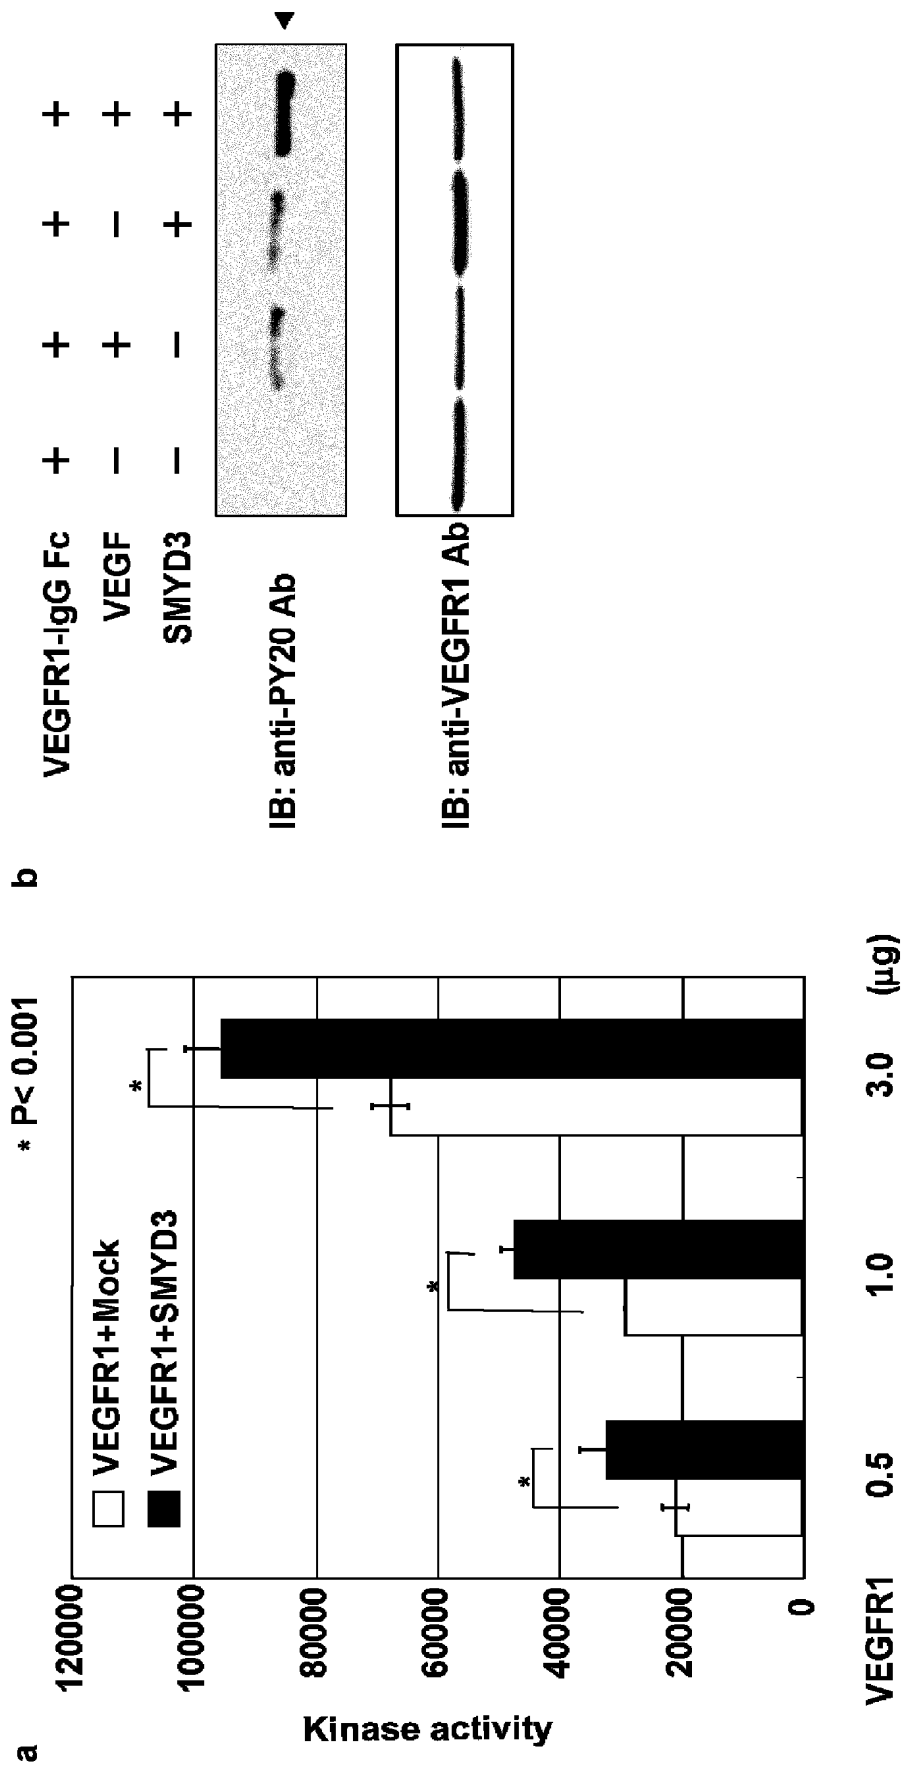 a
* P< 0.001
VEGFR1+Mock
VEGFR1+SMYD3
*
*
*
120000
100000
80000
60000
40000
20000
0
Kinase activity
VEGFR1 0.5 1.0 3.0 (μg)
b
VEGFR1-IgG Fc + + + +
VEGF − + − +
SMYD3 − − + +
IB: anti-PY20 Ab
IB: anti-VEGFR1 Ab